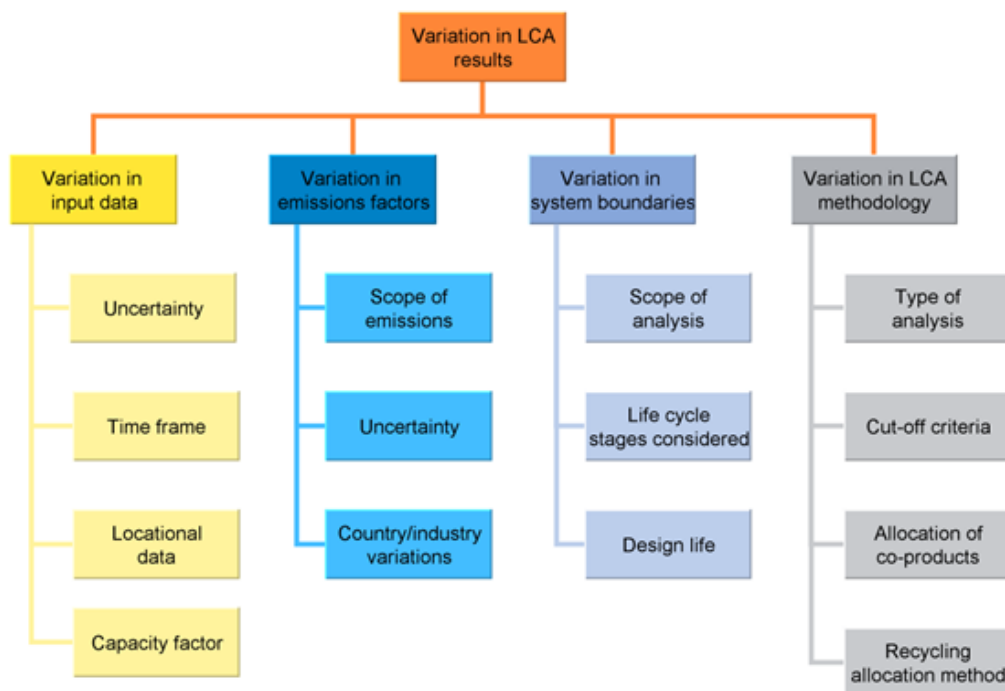 Variation in LCA
results
Variation in
input data
Uncertainty
Time frame
Locational
data
Capacity factor
Variation in
emissions factors
Scope of
emissions
Uncertainty
Country/industry
variations
Variation in
system boundaries
Scope of
analysis
Life cycle
stages considered
Design life
Variation in LCA
methodology
Type of
analysis
Cut-off criteria
Allocation of
co-products
Recycling
allocation method